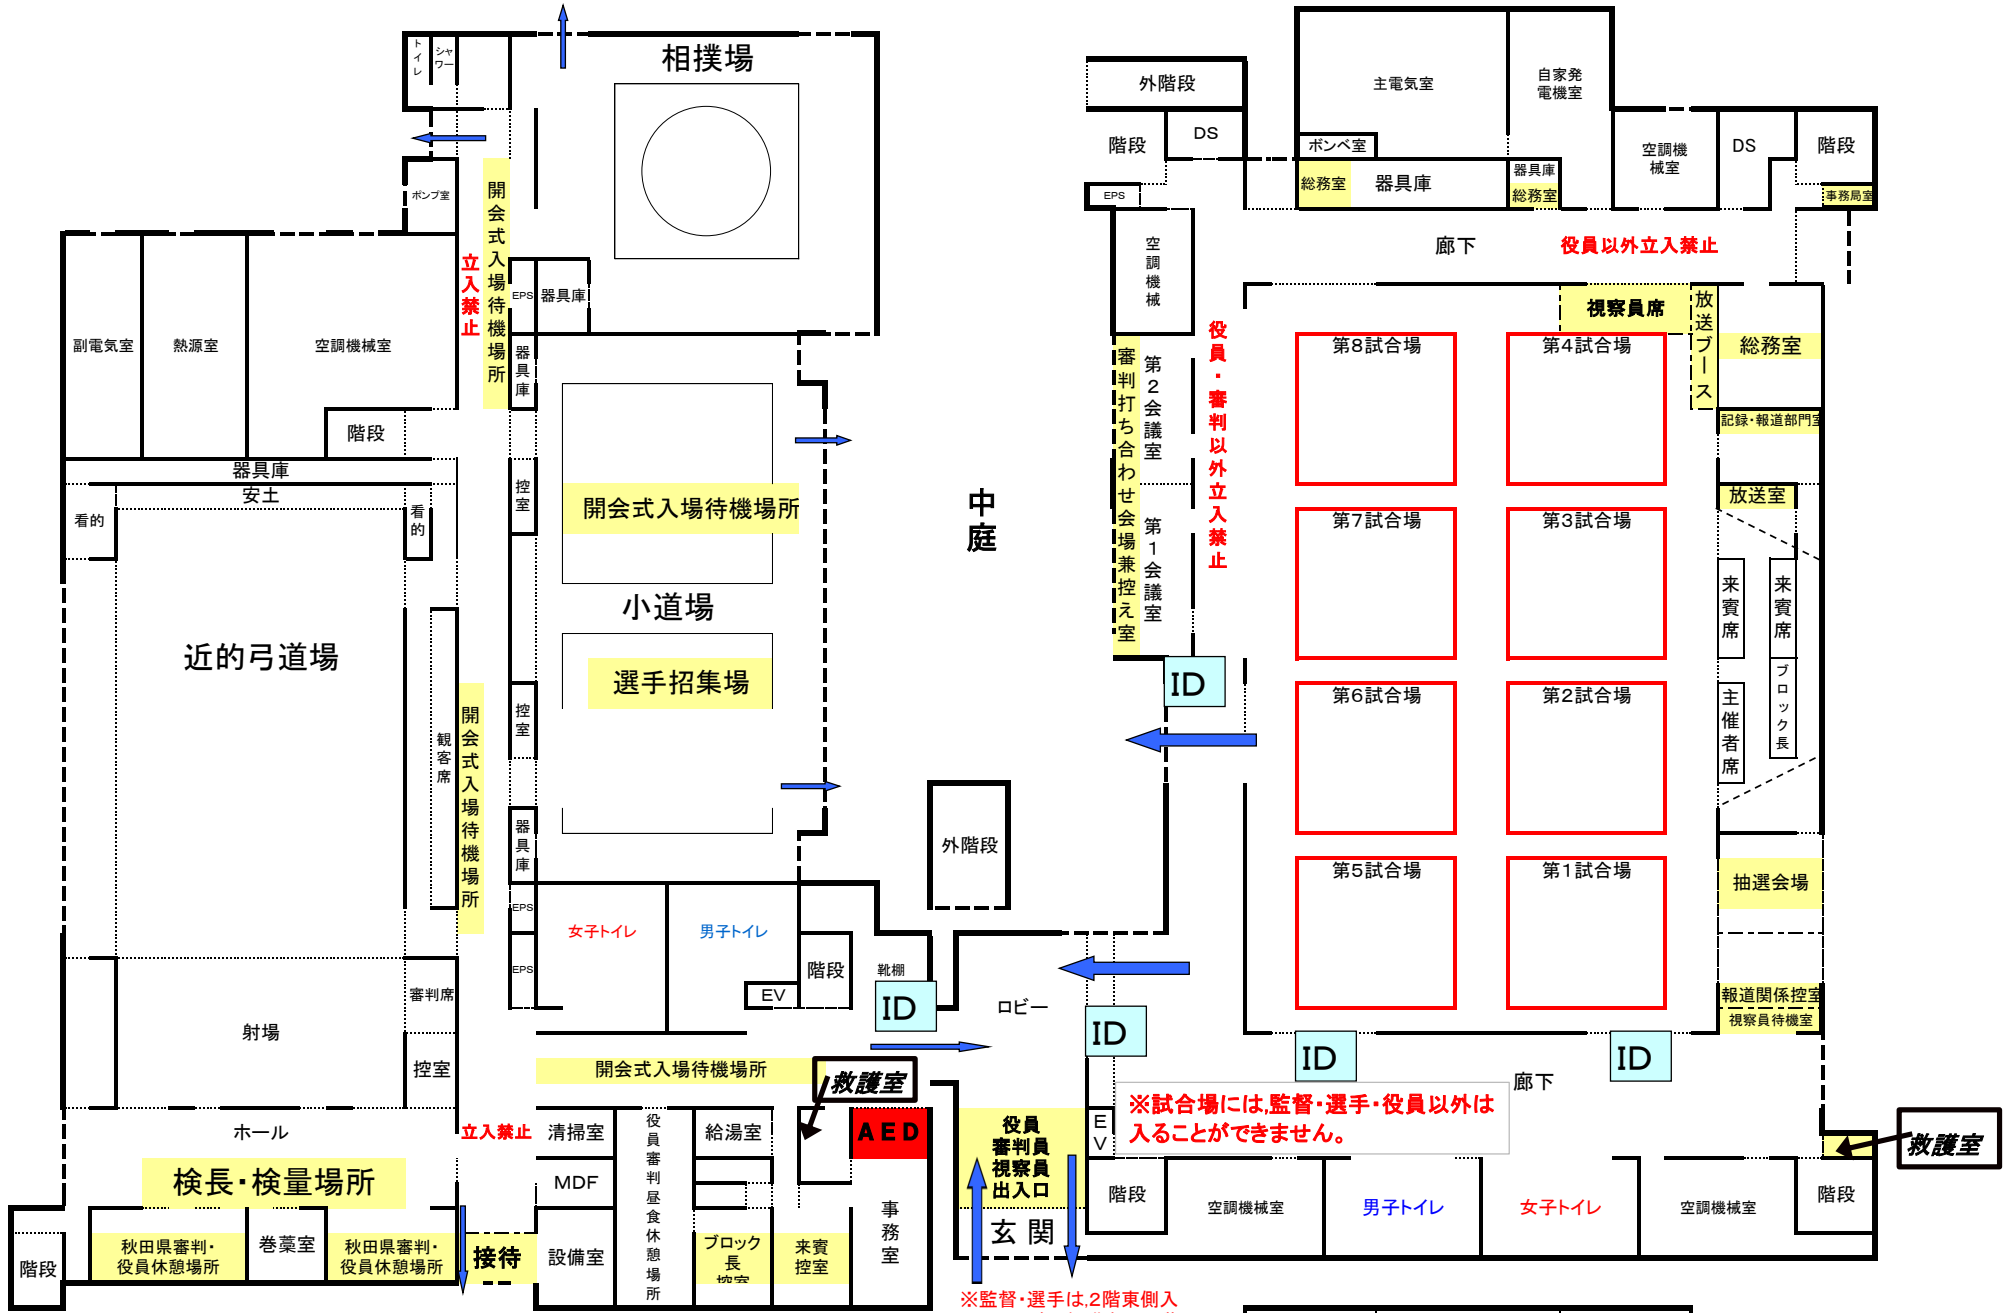 トイレ
シャワー
相撲場
外階段
主電気室
自家発
電機室
階段
DS
ボンベ室
空調機
械室
DS
階段
器具庫
総務室
総務室
器具庫
事務局室
EPS
ポンプ室
開会式入場待機場所
立入禁止
廊下
役員以外立入禁止
空調機械
EPS
器具庫
副電気室
熱源室
空調機械室
器具庫
階段
視察員席
放送ブース
総務室
第8試合場
第4試合場
役員・審判以外立入禁止
審判打ち合わせ会場兼控え室
第2会議室
第1会議室
記録・報道部門室
器具庫
安土
看的
看的
控室
開会式入場待機場所
中庭
放送室
第7試合場
第3試合場
来賓席
来賓席
小道場
近的弓道場
選手招集場
控室
観客席
開会式入場待機場所
ID
第6試合場
第2試合場
主催者席
ブロック長
器具庫
外階段
第5試合場
第1試合場
抽選会場
EPS
女子トイレ
男子トイレ
EPS
階段
EV
靴棚
ID
ロビー
ID
審判席
射場
控室
報道関係控室
視察員待機室
ID
ID
廊下
開会式入場待機場所
救護室
※試合場には,監督・選手・役員以外は
入ることができません。
ホール
立入禁止
清掃室
役員審判昼食休憩場所
給湯室
AED
役員
審判員
視察員
出入口
EV
救護室
検長・検量場所
MDF
階段
空調機械室
男子トイレ
女子トイレ
空調機械室
階段
事務室
玄関
階段
秋田県審判・
役員休憩場所
巻藁室
秋田県審判・
役員休憩場所
接待
設備室
ブロック
長
控室
来賓
控室
※監督・選手は,2階東側入